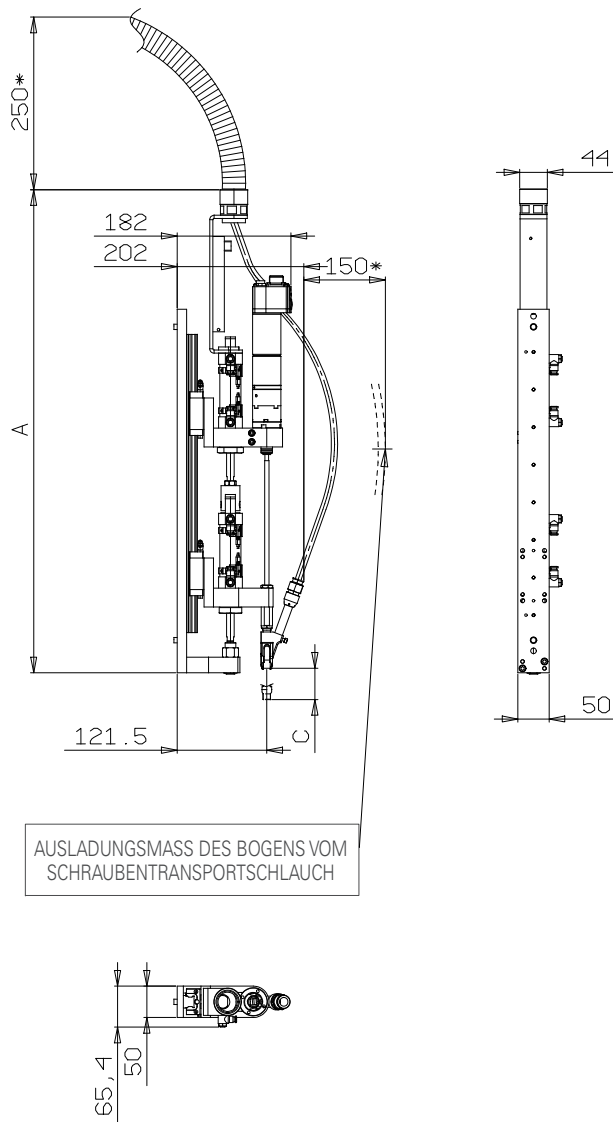 250*
44
182
202
150*
A
121.5
C
50
AUSLADUNGSMASS DES BOGENS VOM
SCHRAUBENTRANSPORTSCHLAUCH
65,4
50